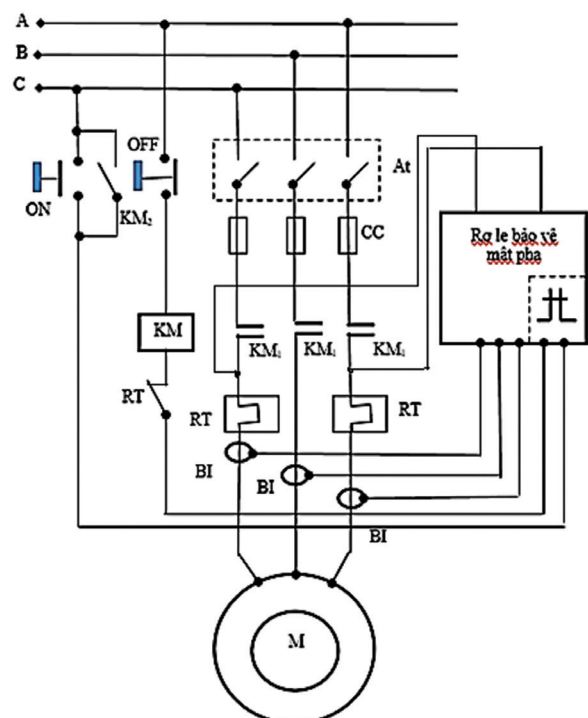 A
B
C
OFF
At
ON
KM₂
CC
Rơ le bảo vệ
mất pha
KM
KM₁
KM₁
KM₁
RT
RT
RT
BI
BI
BI
M